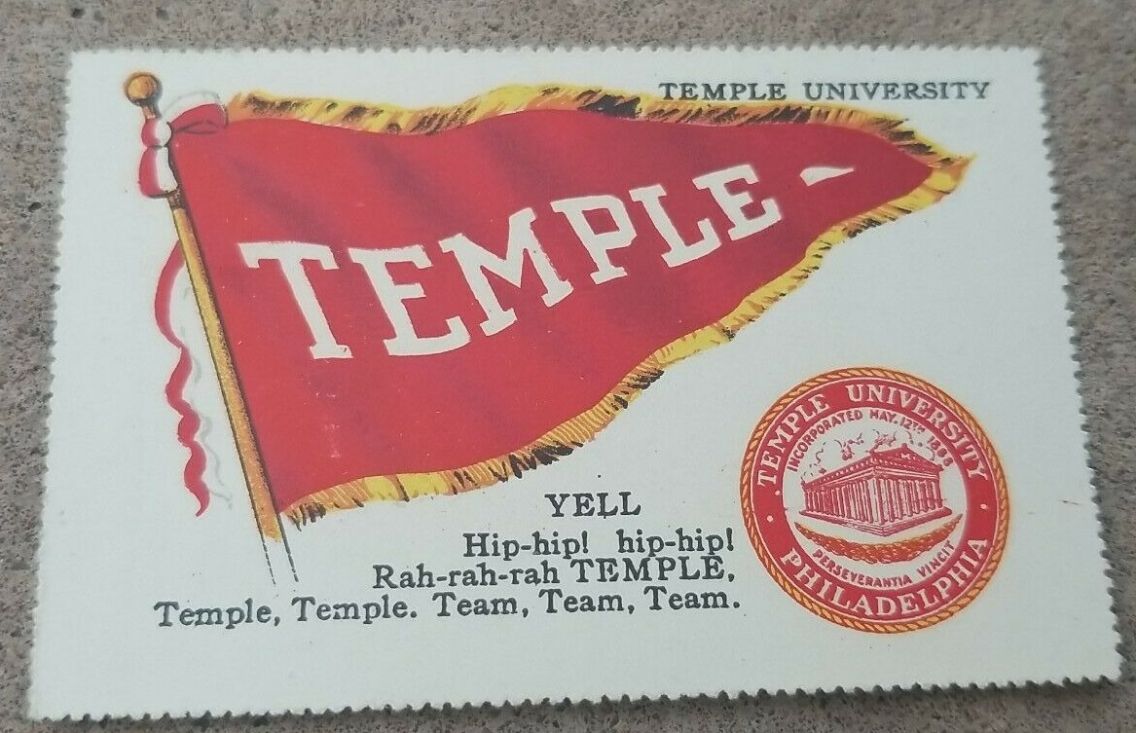 TEMPLE UNIVERSITY
TEMPLE
YELL
Hip-hip! hip-hip!
Rah-rah-rah TEMPLE,
Temple, Temple. Team, Team, Team.
TEMPLE UNIVERSITY
INCORPORATED MAY. 12TH 1888
PERSEVERANTIA VINCIT
PHILADELPHIA